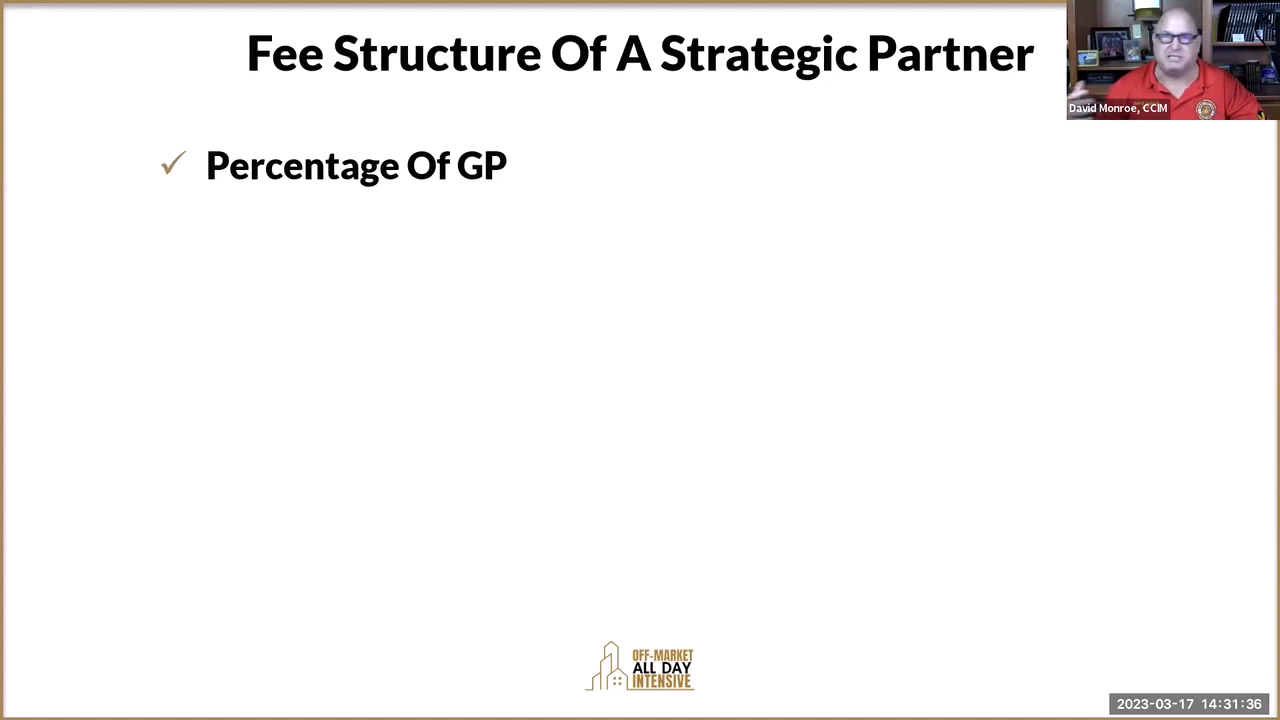 Fee Structure Of A Strategic Partner
David Monroe, CCIM
✓ Percentage Of GP
OFF-MARKET
ALL DAY
INTENSIVE
2023-03-17 14:31:36